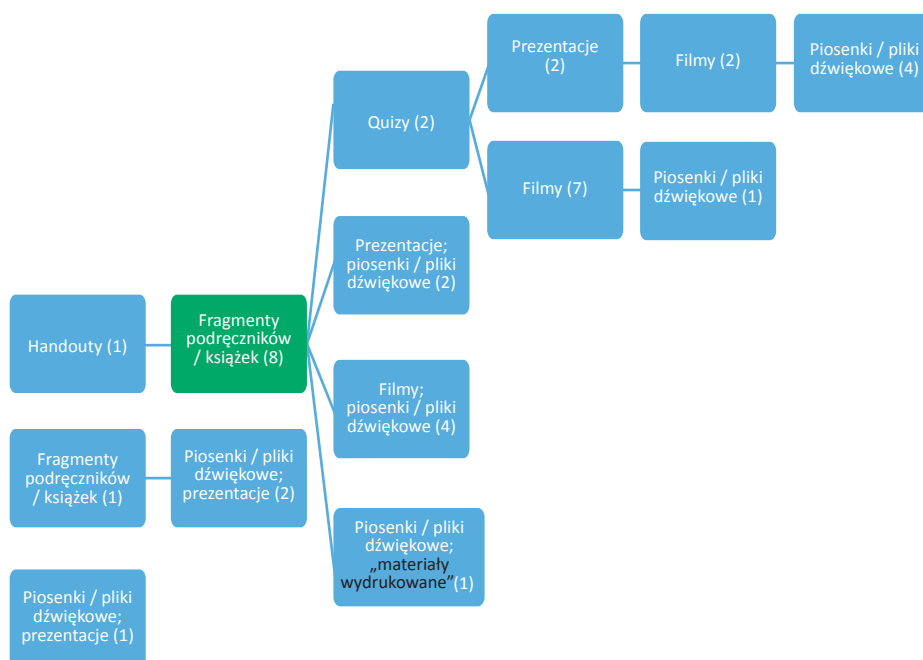 Prezentacje
(2)
Filmy (2)
Piosenki / pliki
dźwiękowe (4)
Quizy (2)
Filmy (7)
Piosenki / pliki
dźwiękowe (1)
Prezentacje;
piosenki / pliki
dźwiękowe (2)
Handouty (1)
Fragmenty
podręczników
/ książek (8)
Filmy;
piosenki / pliki
dźwiękowe (4)
Fragmenty
podręczników
/ książek (1)
Piosenki / pliki
dźwiękowe;
prezentacje (2)
Piosenki / pliki
dźwiękowe;
„materiały
wydrukowane”(1)
Piosenki / pliki
dźwiękowe;
prezentacje (1)